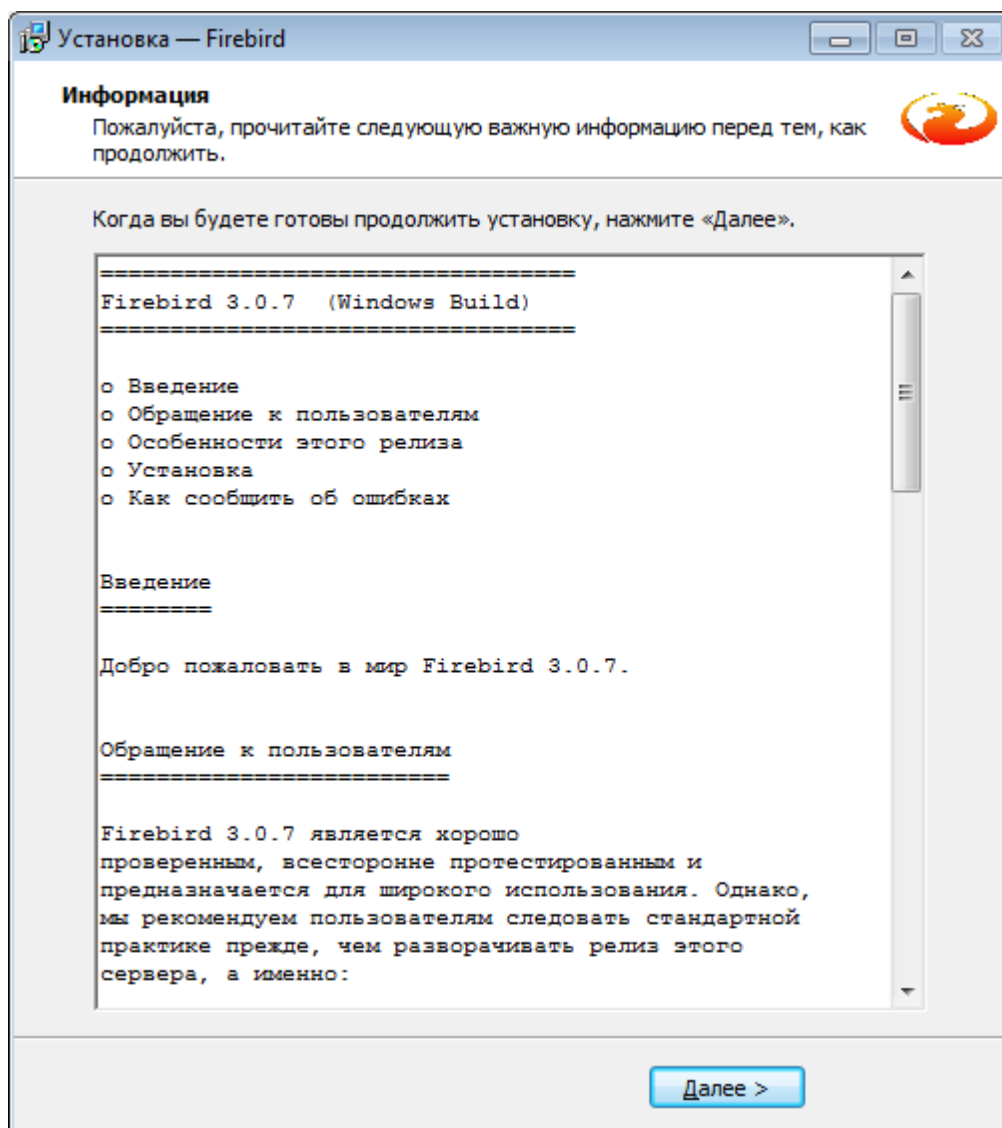 Установка — Firebird
Информация
Пожалуйста, прочитайте следующую важную информацию перед тем, как
продолжить.
Когда вы будете готовы продолжить установку, нажмите «Далее».
==================================
Firebird 3.0.7  (Windows Build)
==================================
o Введение
o Обращение к пользователям
o Особенности этого релиза
o Установка
o Как сообщить об ошибках
Введение
========
Добро пожаловать в мир Firebird 3.0.7.
Обращение к пользователям
=========================
Firebird 3.0.7 является хорошо
проверенным, всесторонне протестированным и
предназначается для широкого использования. Однако,
мы рекомендуем пользователям следовать стандартной
практике прежде, чем разворачивать релиз этого
сервера, а именно:
Далее >